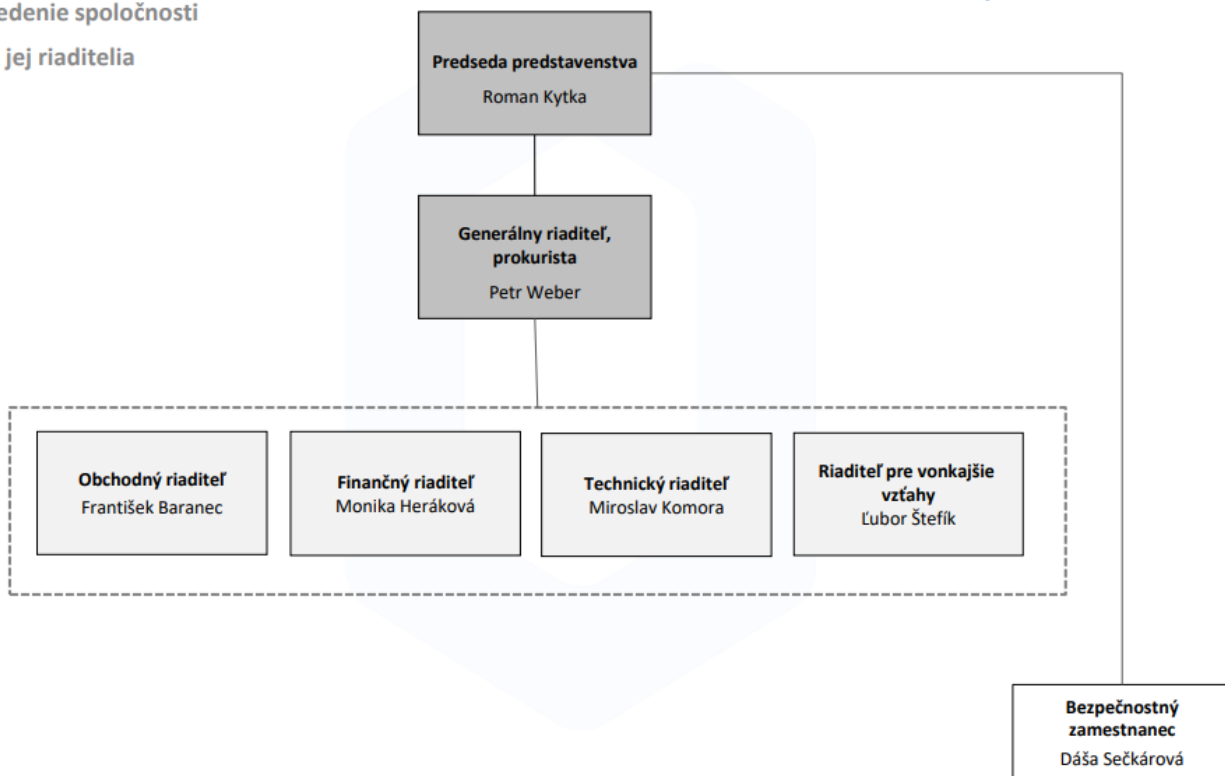 edenie spoločnosti
jej riaditelia
Predseda predstavenstva
Roman Kytka
Generálny riaditeľ,
prokurista
Petr Weber
Obchodný riaditeľ
František Baranec
Finančný riaditeľ
Monika Heráková
Technický riaditeľ
Miroslav Komora
Riaditeľ pre vonkajšie
vzťahy
Ľubor Štefík
Bezpečnostný
zamestnanec
Dáša Sečkárová